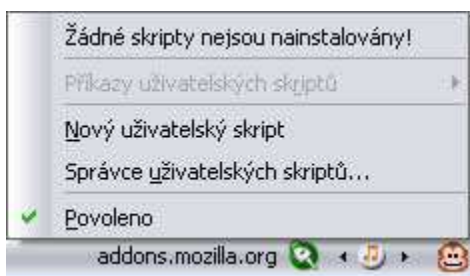 Žádné skripty nejsou nainstalovány!
Příkazy uživatelských skriptů
Nový uživatelský skript
Správce uživatelských skriptů...
Povoleno
addons.mozilla.org